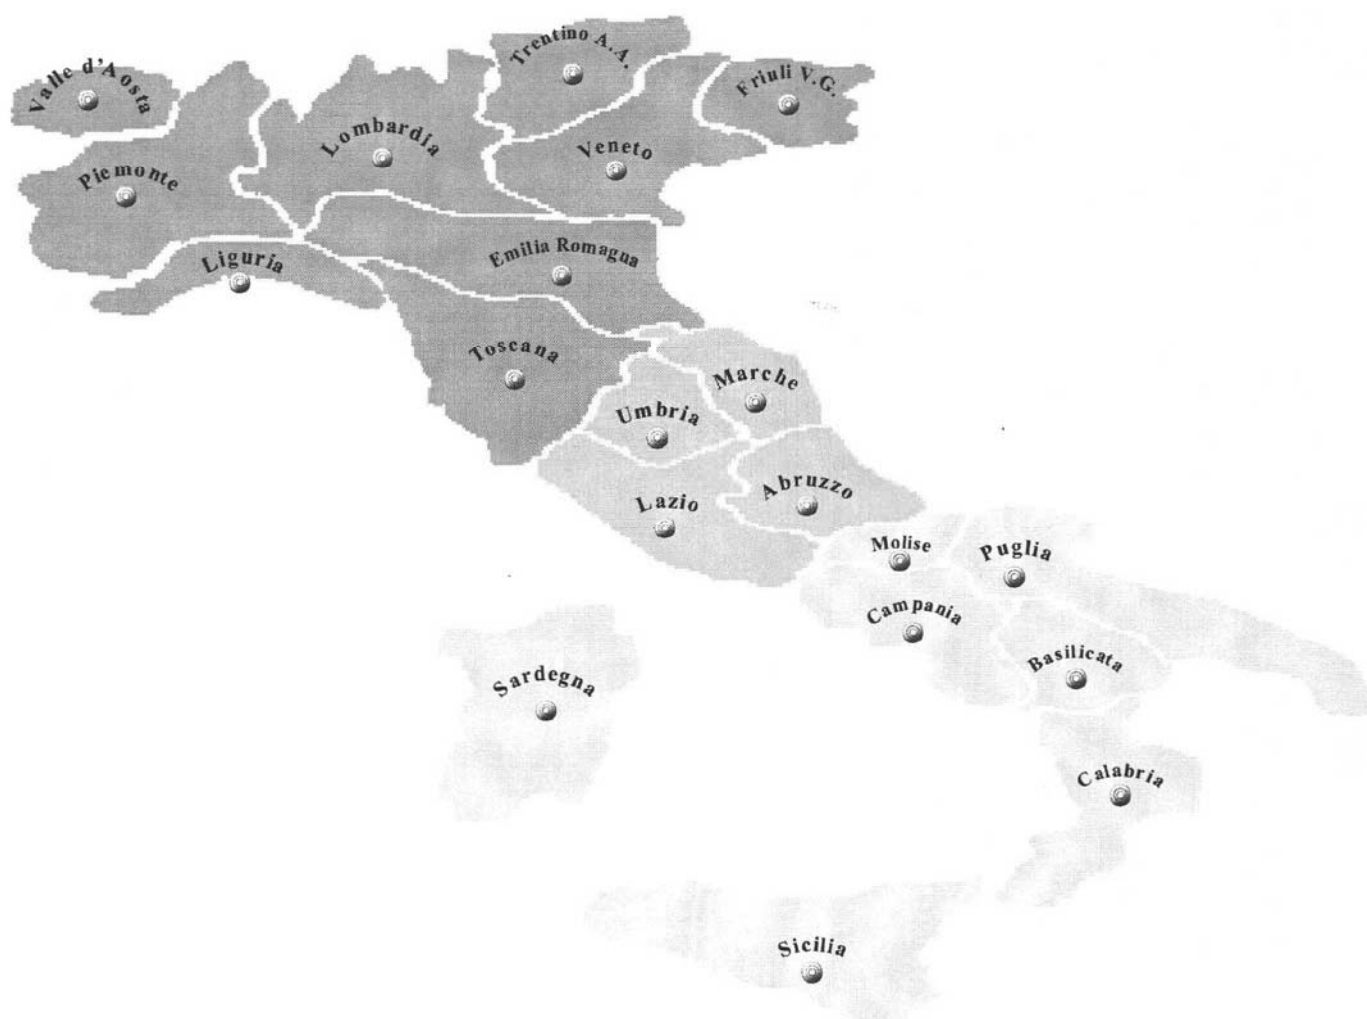 Trentino A.A.
Valle d'Aosta
Friuli V.G.
Lombardia
Veneto
Piemonte
Emilia Romagua
Liguria
Toscana
Marche
Umbria
Abruzzo
Lazio
Molise
Puglia
Campania
Basilicata
Sardegna
Calabria
Sicilia